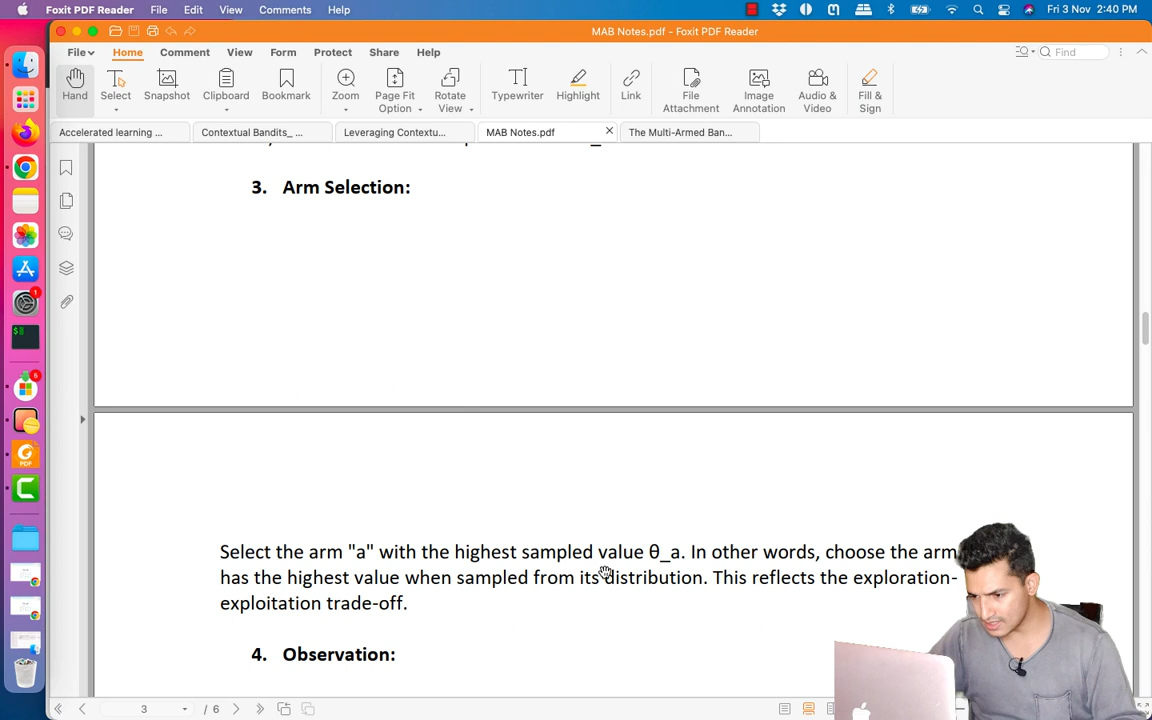 Foxit PDF Reader File Edit View Comments Help Fri 3 Nov 2:40 PM
MAB Notes.pdf - Foxit PDF Reader
File Home Comment View Form Protect Share Help Find
Hand Select Snapshot Clipboard Bookmark Zoom Page Fit Option Rotate View Typewriter Highlight Link File Attachment Image Annotation Audio & Video Fill & Sign
Accelerated learning ... Contextual Bandits_ ... Leveraging Contextu... MAB Notes.pdf The Multi-Armed Ban...
3. Arm Selection:
Select the arm "a" with the highest sampled value θ_a. In other words, choose the arm
has the highest value when sampled from its distribution. This reflects the exploration-
exploitation trade-off.
4. Observation:
3 / 6